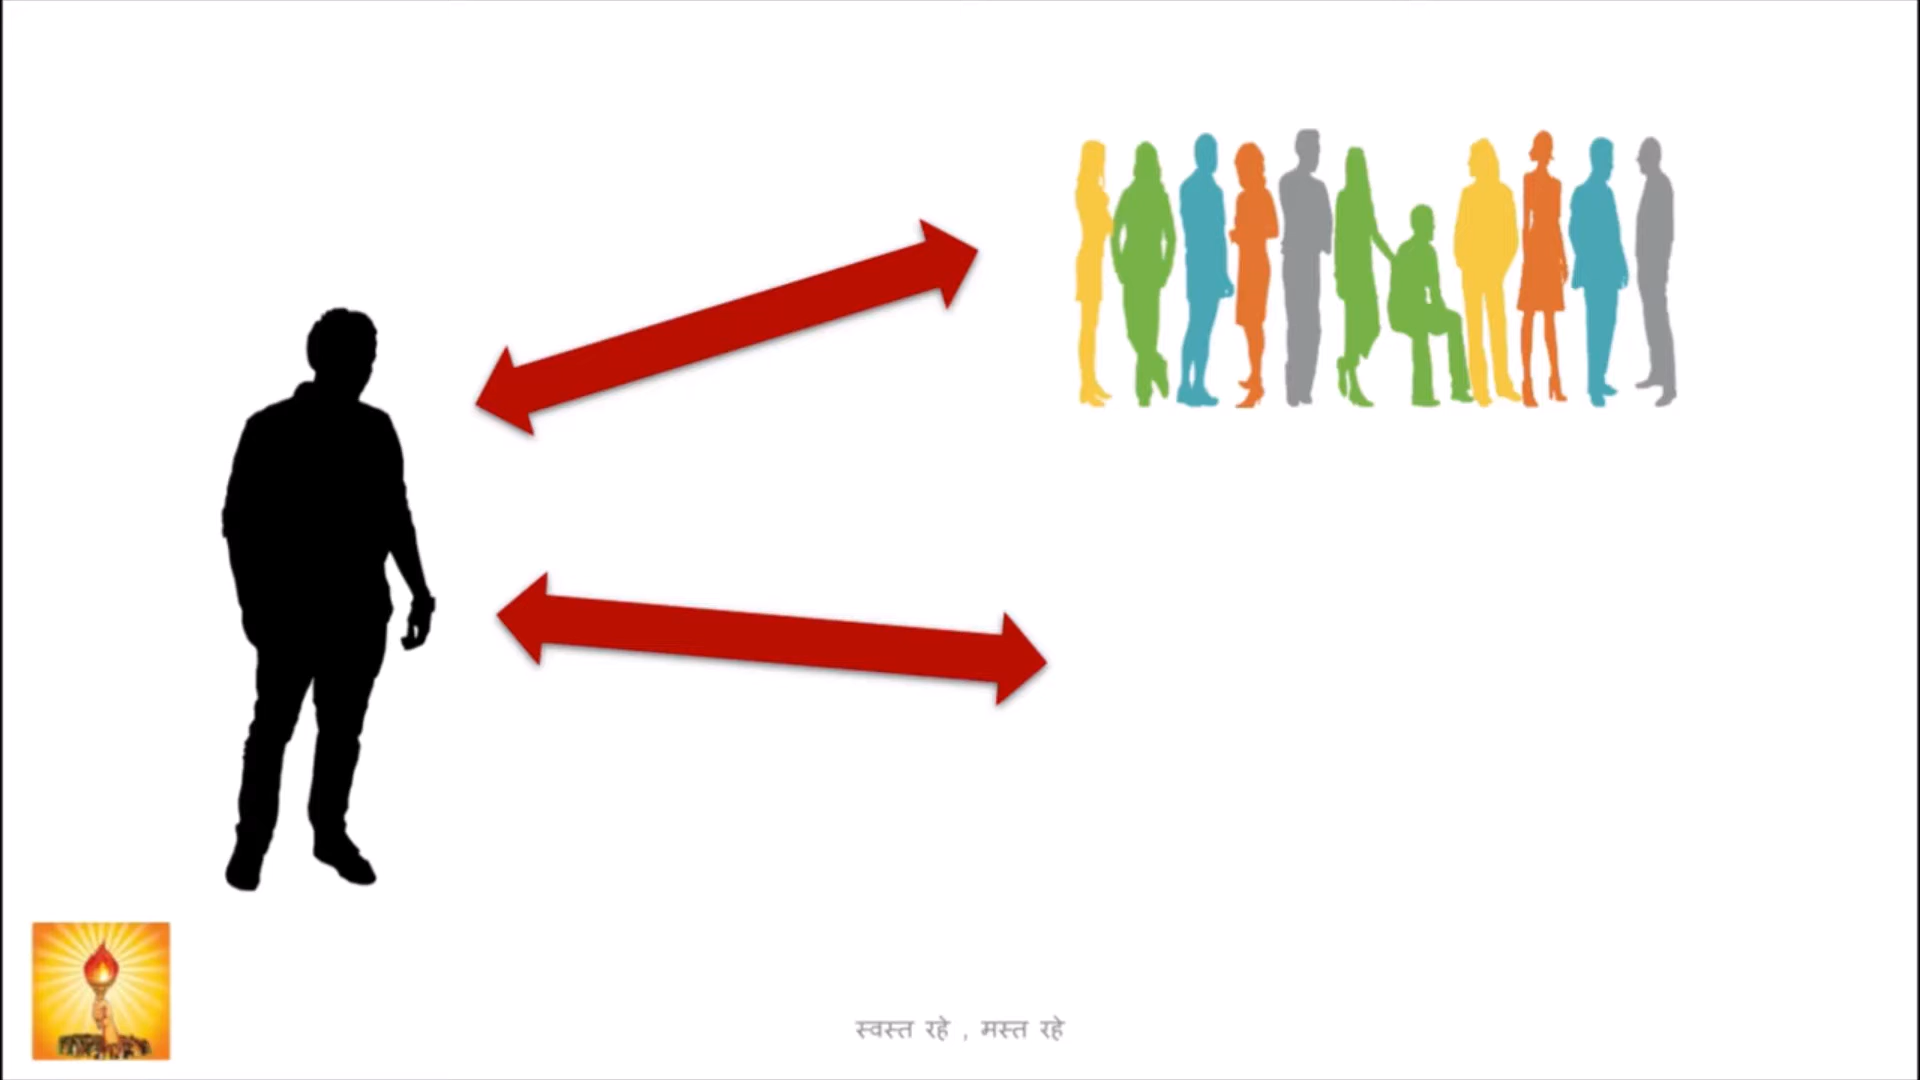 स्वस्त रहे , मस्त रहे